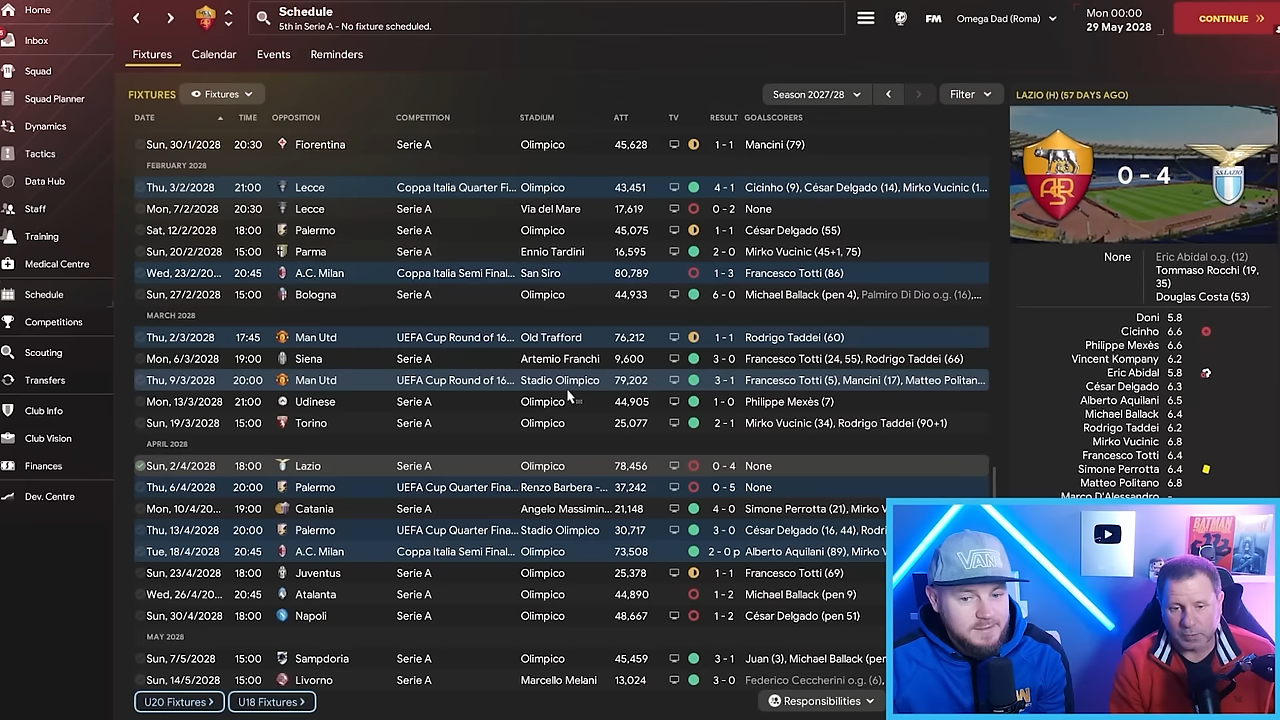 Home
Inbox
Squad
Squad Planner
Dynamics
Tactics
Data Hub
Staff
Training
Medical Centre
Schedule
Competitions
Scouting
Transfers
Club Info
Club Vision
Finances
Dev. Centre
Schedule
5th in Serie A - No fixture scheduled.
FM
Omega Dad (Roma)
Mon 00:00
29 May 2028
CONTINUE
Fixtures Calendar Events Reminders
FIXTURES Fixtures Season 2027/28 Filter
DATE TIME OPPOSITION COMPETITION STADIUM ATT TV RESULT GOALSCORERS
Sun, 30/1/2028 20:30 Fiorentina Serie A Olimpico 45,628 1 - 1 Mancini (79)
FEBRUARY 2028
Thu, 3/2/2028 21:00 Lecce Coppa Italia Quarter Fi... Olimpico 43,451 4 - 1 Cicinho (9), César Delgado (14), Mirko Vucinic (1...
Mon, 7/2/2028 20:30 Lecce Serie A Via del Mare 17,619 0 - 2 None
Sat, 12/2/2028 18:00 Palermo Serie A Olimpico 45,075 1 - 1 César Delgado (55)
Sun, 20/2/2028 15:00 Parma Serie A Ennio Tardini 16,595 2 - 0 Mirko Vucinic (45+1, 75)
Wed, 23/2/20... 20:45 A.C. Milan Coppa Italia Semi Final... San Siro 80,789 1 - 3 Francesco Totti (86)
Sun, 27/2/2028 15:00 Bologna Serie A Olimpico 44,933 6 - 0 Michael Ballack (pen 4), Palmiro Di Dio o.g. (16),...
MARCH 2028
Thu, 2/3/2028 17:45 Man Utd UEFA Cup Round of 16... Old Trafford 76,212 1 - 1 Rodrigo Taddei (60)
Mon, 6/3/2028 19:00 Siena Serie A Artemio Franchi 9,600 3 - 0 Francesco Totti (24, 55), Rodrigo Taddei (66)
Thu, 9/3/2028 20:00 Man Utd UEFA Cup Round of 16... Stadio Olimpico 79,202 3 - 1 Francesco Totti (5), Mancini (17), Matteo Politan...
Mon, 13/3/2028 21:00 Udinese Serie A Olimpico 44,905 1 - 0 Philippe Mexès (7)
Sun, 19/3/2028 15:00 Torino Serie A Olimpico 25,077 2 - 1 Mirko Vucinic (34), Rodrigo Taddei (90+1)
APRIL 2028
Sun, 2/4/2028 18:00 Lazio Serie A Olimpico 78,456 0 - 4 None
Thu, 6/4/2028 20:00 Palermo UEFA Cup Quarter Fina... Renzo Barbera -... 37,242 0 - 5 None
Mon, 10/4/20... 19:00 Catania Serie A Angelo Massimin... 21,148 4 - 0 Simone Perrotta (21), Mirko V
Thu, 13/4/2028 20:00 Palermo UEFA Cup Quarter Fina... Stadio Olimpico 30,717 3 - 0 César Delgado (16, 44), Rodri
Tue, 18/4/2028 20:45 A.C. Milan Coppa Italia Semi Final... Olimpico 73,508 2 - 0 p Alberto Aquilani (89), Mirko V
Sun, 23/4/2028 18:00 Juventus Serie A Olimpico 25,378 1 - 1 Francesco Totti (69)
Wed, 26/4/20... 20:45 Atalanta Serie A Olimpico 44,890 1 - 2 Michael Ballack (pen 9)
Sun, 30/4/2028 18:00 Napoli Serie A Olimpico 48,667 1 - 2 César Delgado (pen 51)
MAY 2028
Sun, 7/5/2028 15:00 Sampdoria Serie A Olimpico 45,459 3 - 1 Juan (3), Michael Ballack (pen
Sun, 14/5/2028 15:00 Livorno Serie A Marcello Melani 13,024 3 - 0 Federico Ceccherini o.g. (6),
U20 Fixtures U18 Fixtures Responsibilities
LAZIO (H) (57 DAYS AGO)
ASR 0 - 4 S.S.LAZIO
None Eric Abidal o.g. (12)
Tommaso Rocchi (19,
35)
Douglas Costa (53)
Doni 5.8
Cicinho 6.6
Philippe Mexès 6.6
Vincent Kompany 6.2
Eric Abidal 5.8
César Delgado 6.3
Alberto Aquilani 6.5
Michael Ballack 6.4
Rodrigo Taddei 6.2
Mirko Vucinic 6.8
Francesco Totti 6.4
Simone Perrotta 6.4
Matteo Politano 6.8
Marco D'Alessandro -
VANS
BATMAN